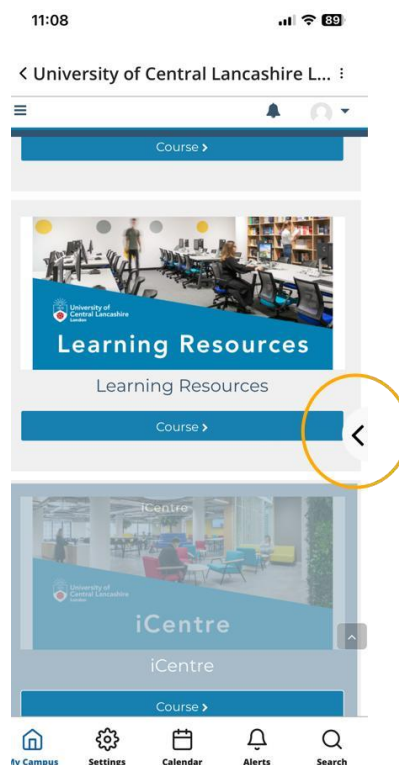 11:08
89
University of Central Lancashire L...
Course
University of
Central Lancashire
London
Learning Resources
Learning Resources
Course
iCentre
University of
Central Lancashire
London
iCentre
iCentre
Course
My Campus Settings Calendar Alerts Search